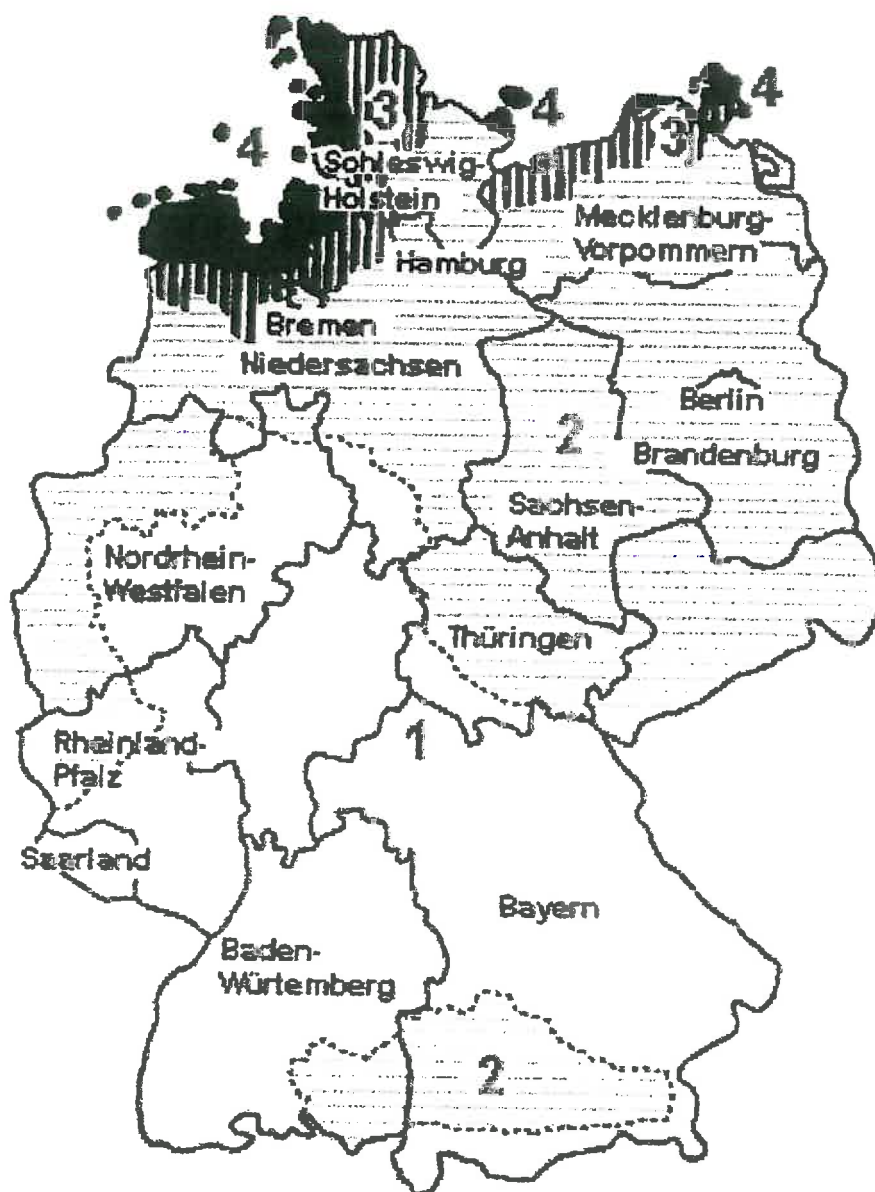 4
4
4
3
3
Schleswig
Holstein
Mecklenburg-
Vorpommern
Hamburg
Bremen
Niedersachsen
Berlin
2
Brandenburg
Sachsen-
Anhalt
Nordrhein-
Westfalen
Thüringen
1
Rheinland-
Pfalz
Saarland
Bayern
Baden-
Würtemberg
2